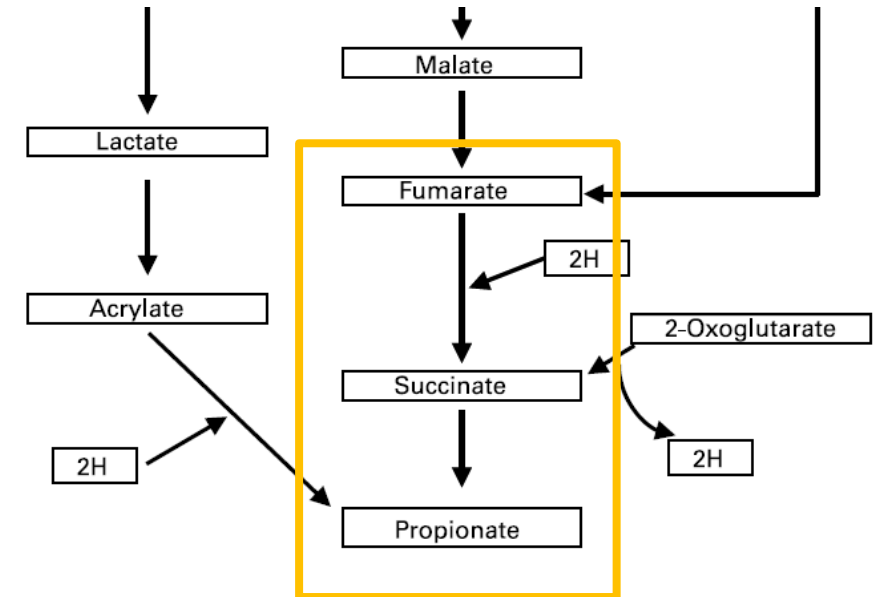 Malate
Lactate
Fumarate
2H
Acrylate
2-Oxoglutarate
Succinate
2H
2H
Propionate